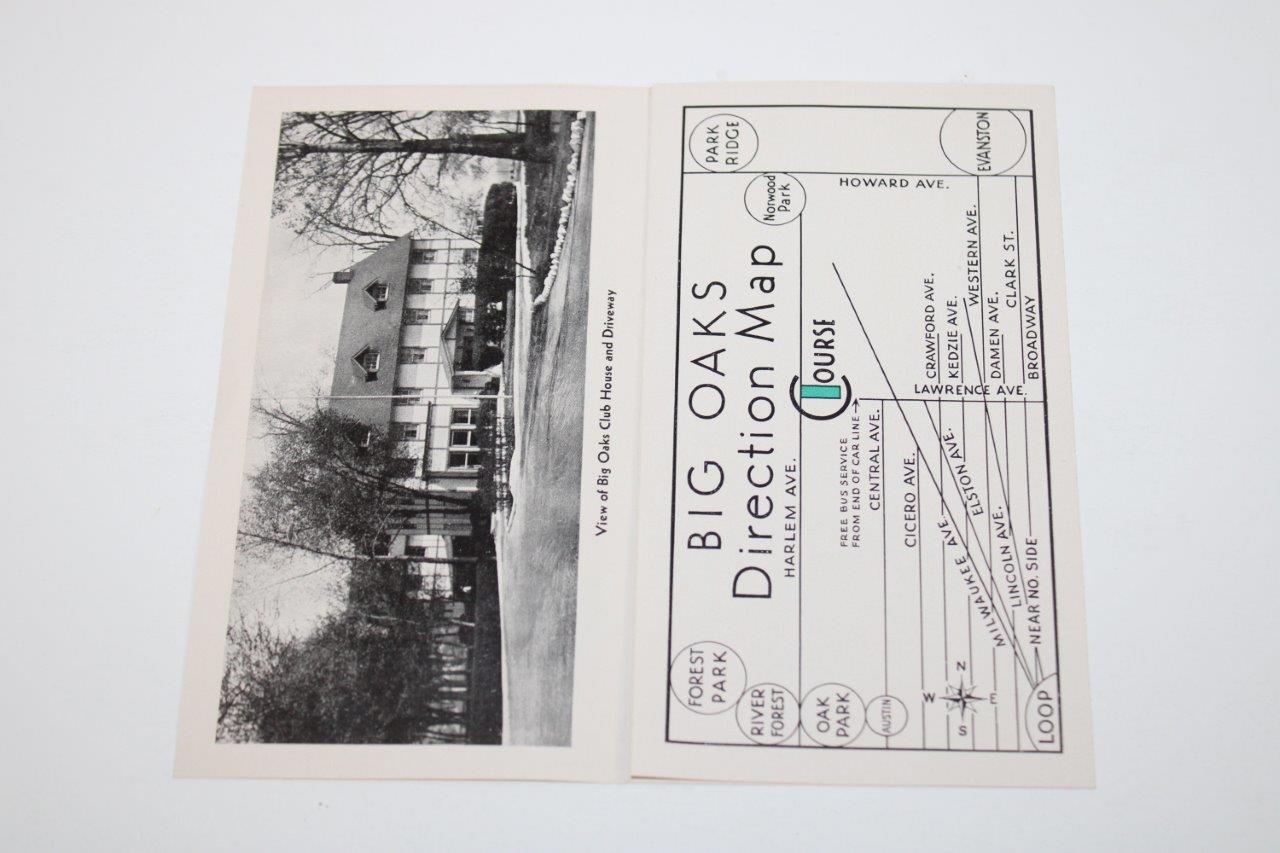 View of Big Oaks Club House and Driveway
BIG OAKS
Direction Map
PARK
RIDGE
EVANSTON
Norwood
Park
HOWARD AVE.
HARLEM AVE.
COURSE
FREE BUS SERVICE
FROM END OF CAR LINE
CENTRAL AVE.
CICERO AVE.
CRAWFORD AVE.
KEDZIE AVE.
WESTERN AVE.
DAMEN AVE.
CLARK ST.
BROADWAY
LAWRENCE AVE.
MILWAUKEE AVE.
ELSTON AVE.
LINCOLN AVE.
NEAR NO. SIDE
FOREST
PARK
RIVER
FOREST
OAK
PARK
AUSTIN
N
W
E
S
LOOP